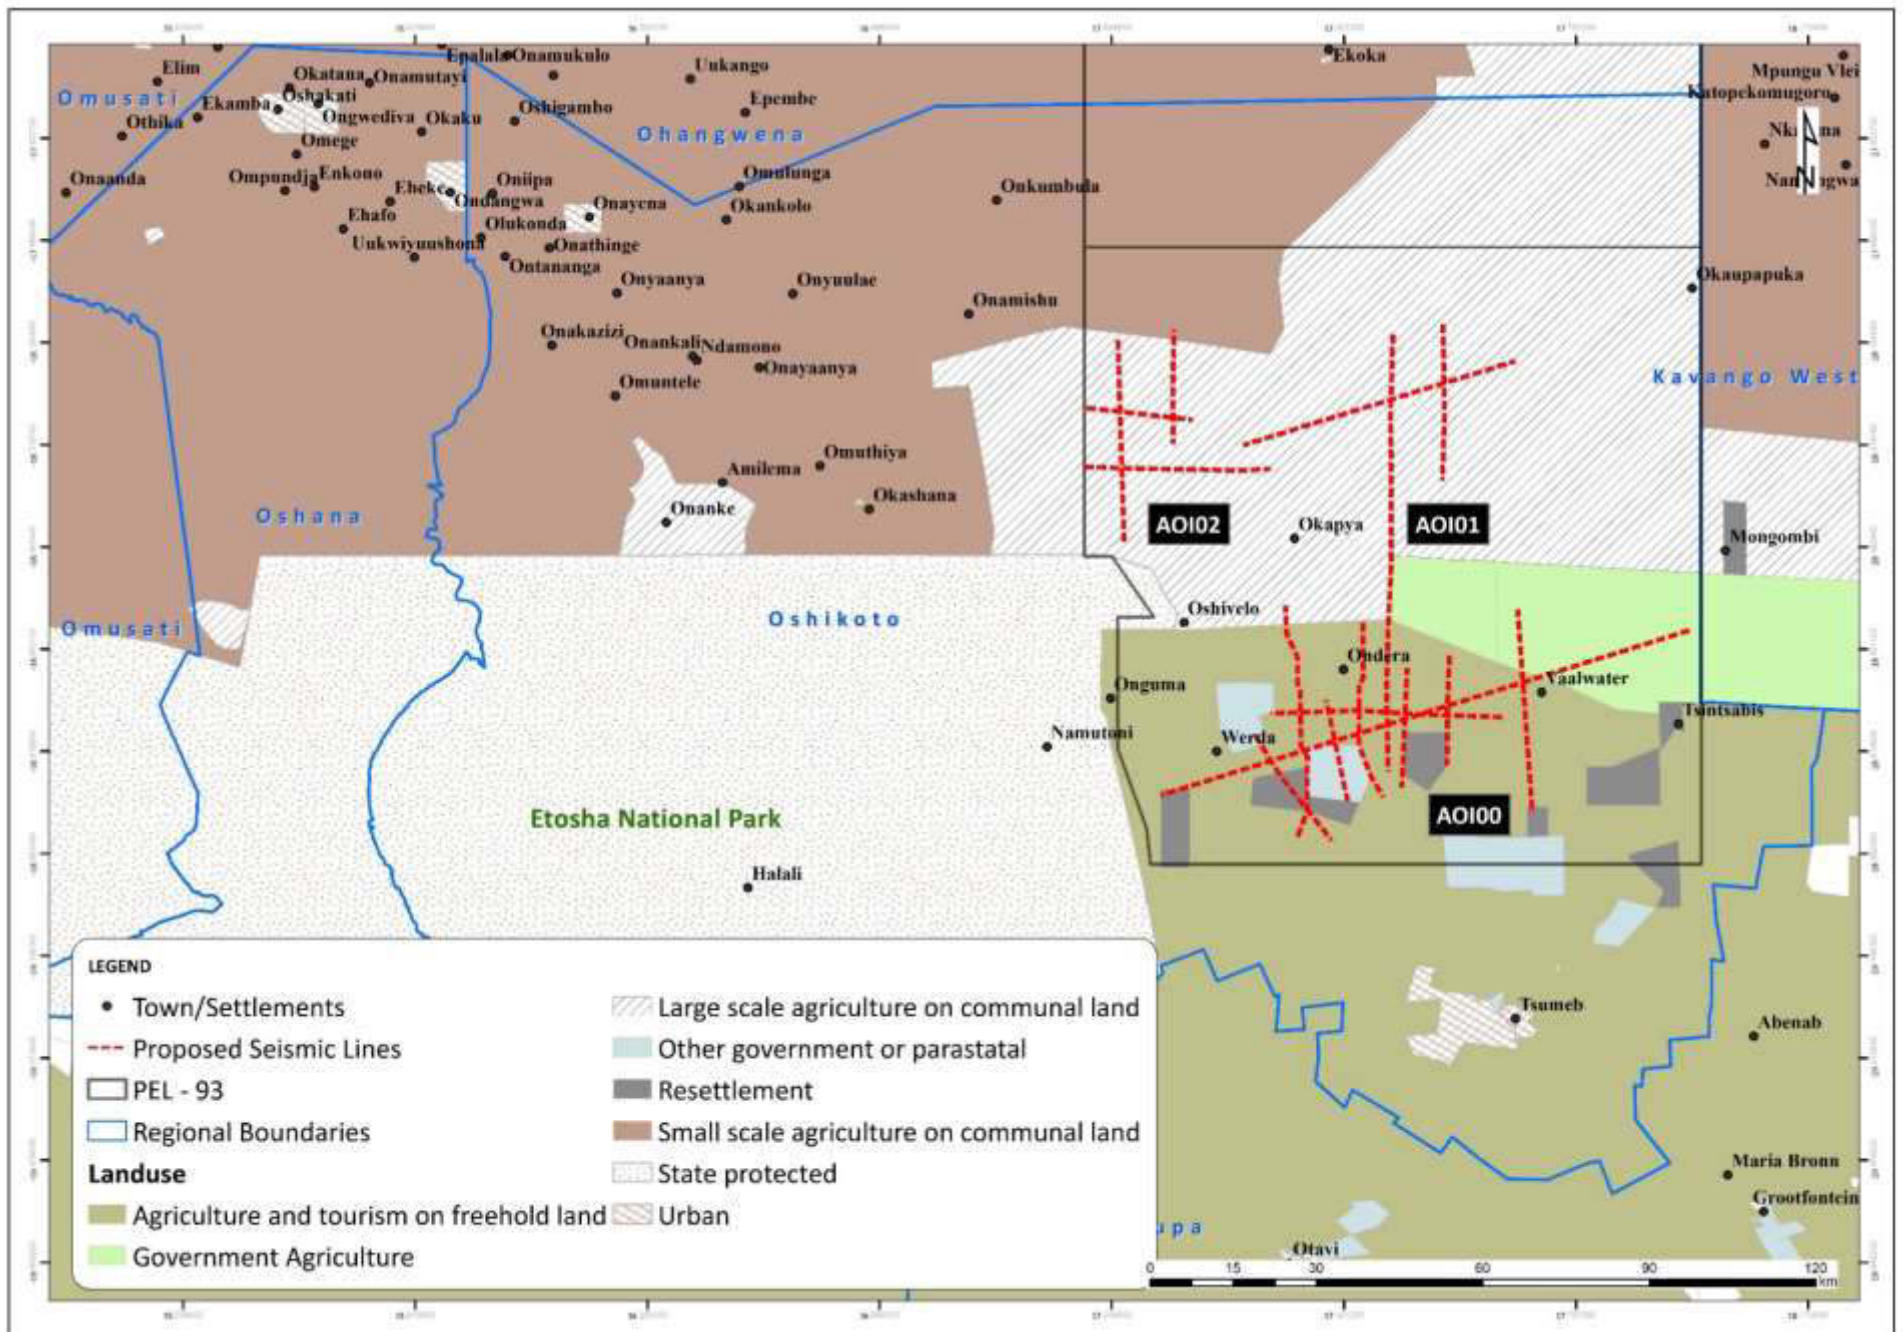 Elim
Okatana
Onamutayi
Epalala
Onamukulo
Uukango
Ekoka
Mpungu Vlei
Omusati
Ekamba
Oshakati
Epembe
Katopekomugoro
Othika
Ongwediva
Okaku
Oshigambo
Ohangwena
Omege
N
Onaanda
Ompundja
Enkono
Eheke
Oniipa
Omulunga
Onkumbula
Ondangwa
Onayena
Okankolo
Ehafo
Olukonda
Uukwiyuushona
Onathinge
Ontananga
Onyaanya
Onyuulae
Okaupapuka
Onamishu
Onakazizi
Onankali
Ndamono
Onayaanya
Kavango West
Omuntele
Amilema
Omuthiya
Okashana
Onanke
Oshana
AOI02
Okapya
AOI01
Mongombi
Omusati
Oshikoto
Oshivelo
Ondera
Onguma
Vaalwater
Tsintsabis
Namutoni
Werda
Etosha National Park
AOI00
Halali
LEGEND
Town/Settlements
Proposed Seismic Lines
PEL - 93
Regional Boundaries
Landuse
Agriculture and tourism on freehold land
Government Agriculture
Large scale agriculture on communal land
Other government or parastatal
Resettlement
Small scale agriculture on communal land
State protected
Urban
Tsumeb
Abenab
Maria Bronn
Grootfontein
upa
Otavi
0 15 30 60 90 120
km